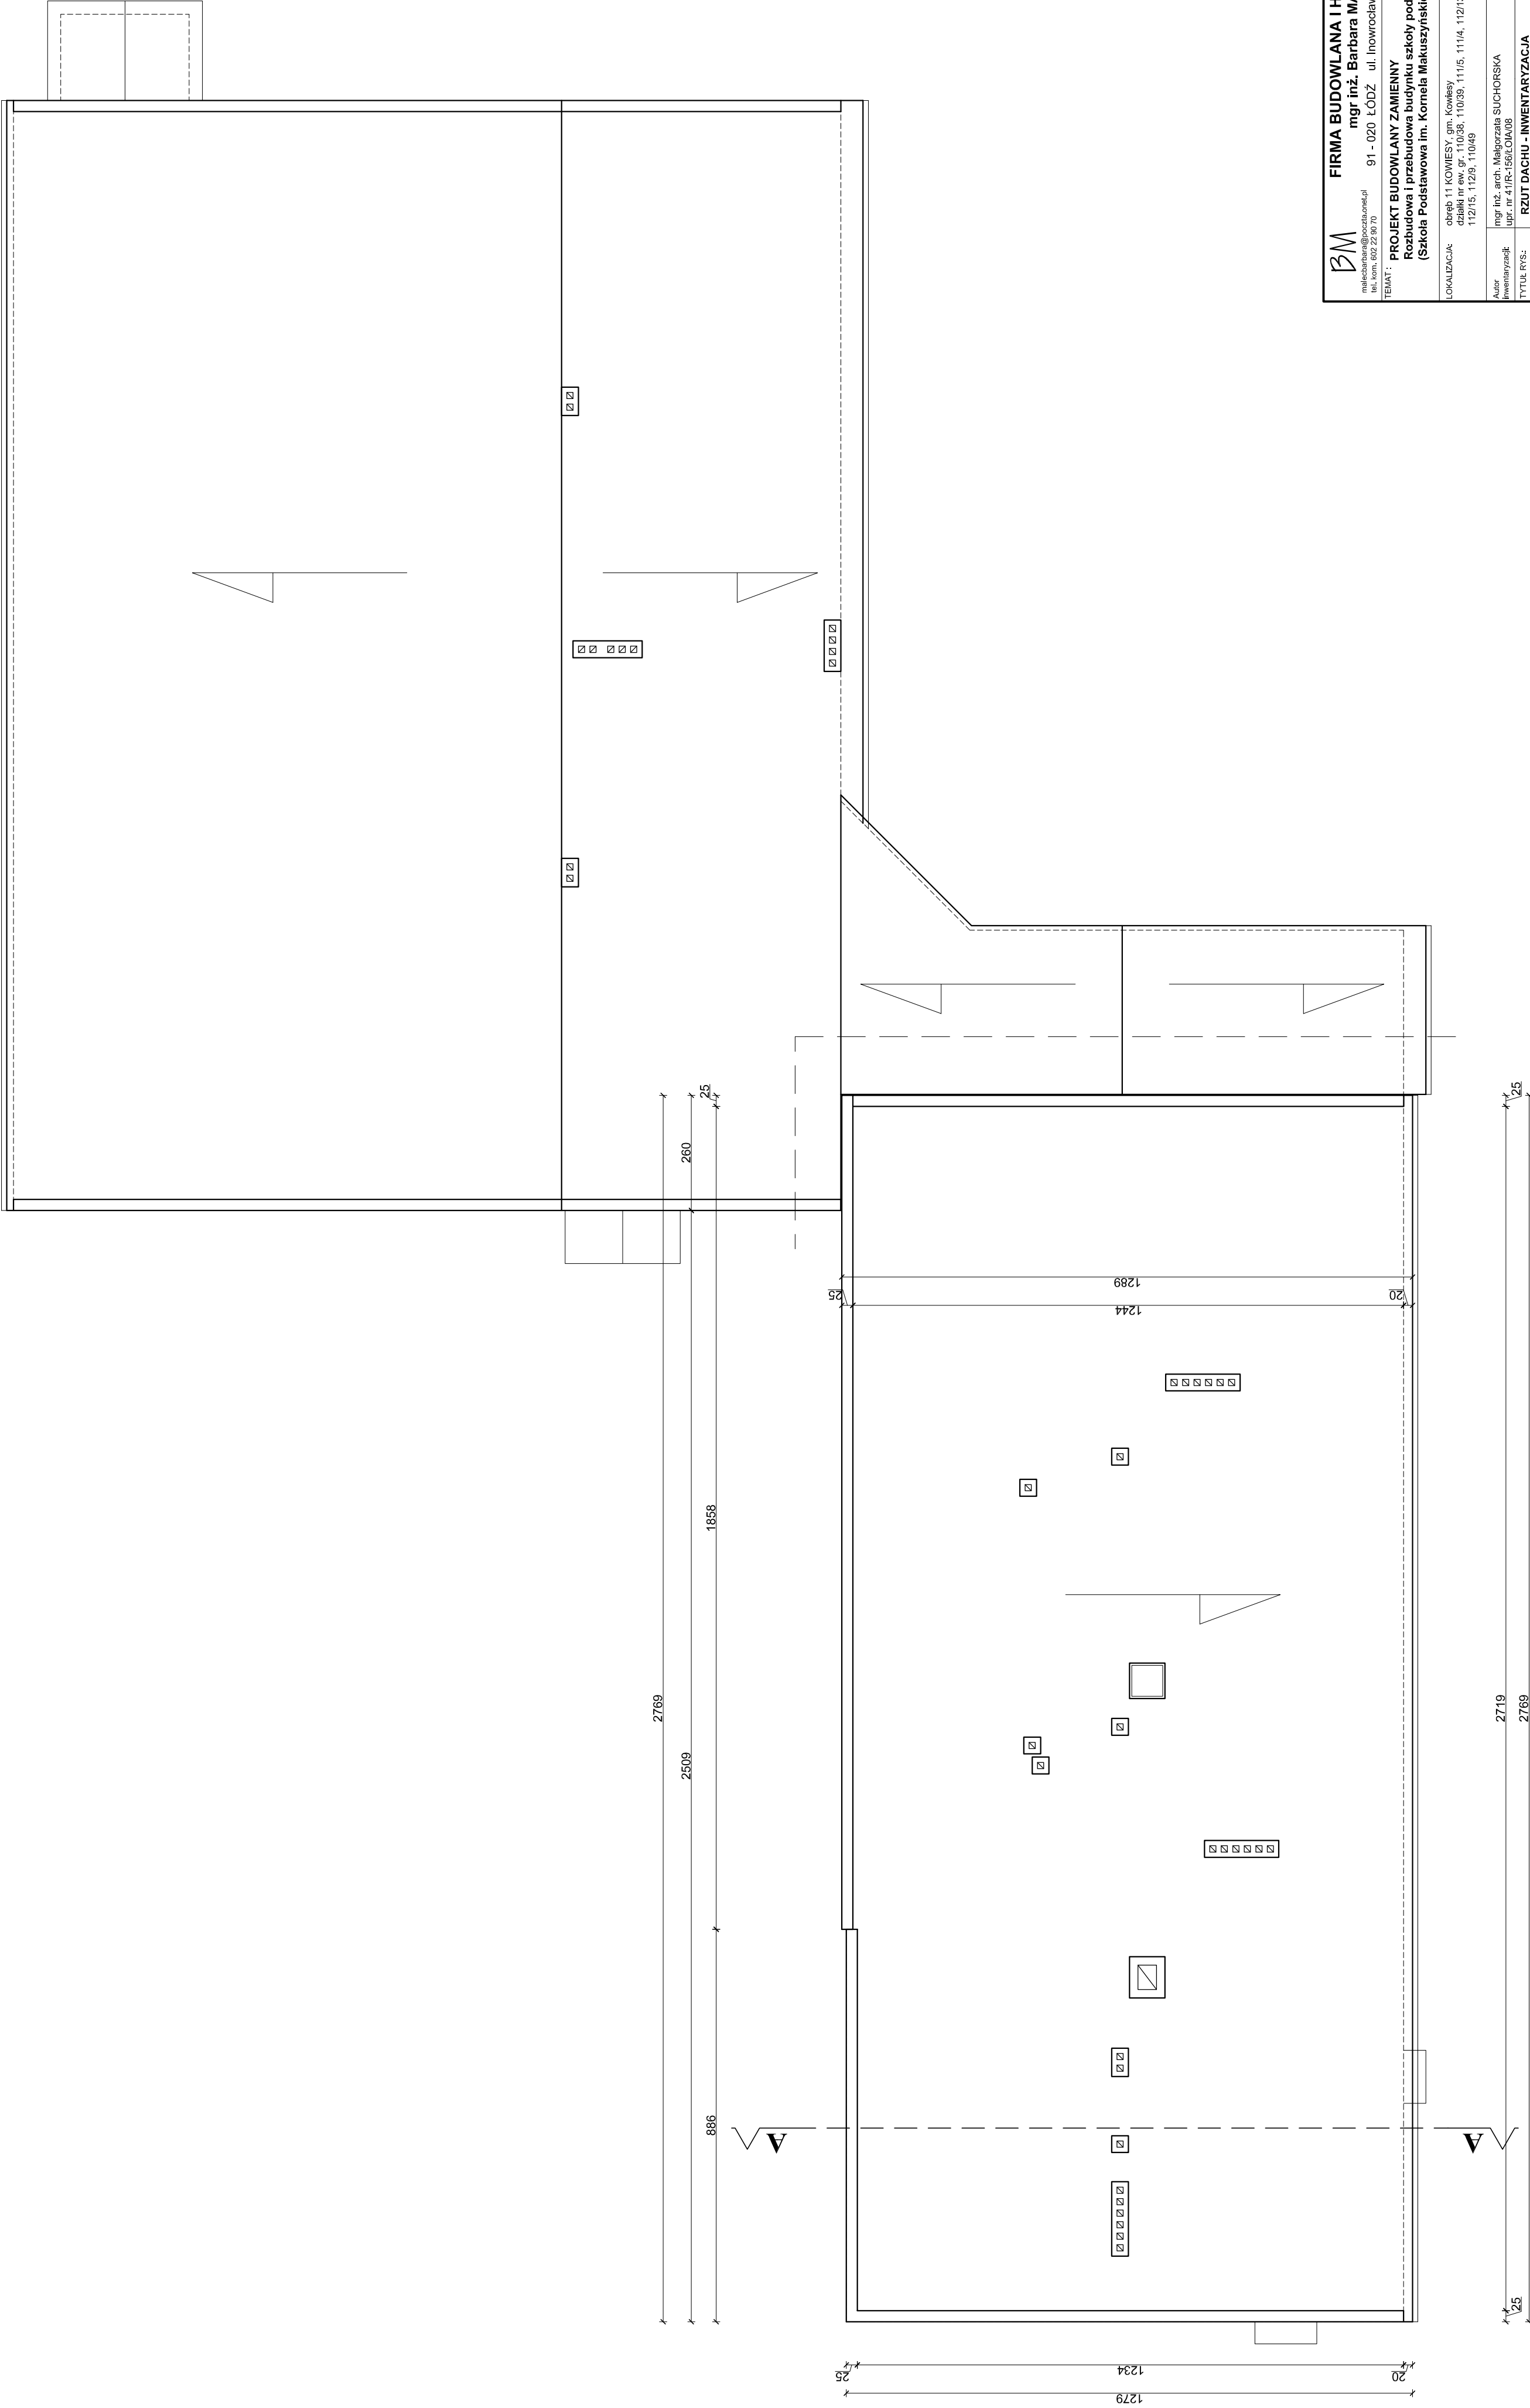 BM
FIRMA BUDOWLANA I H
mgr inż. Barbara MA
malecbarbara@poczta.onet.pl
tel. kom. 602 22 90 70
91 - 020 ŁÓDŹ ul. Inowrocław
TEMAT : PROJEKT BUDOWLANY ZAMIENNY
Rozbudowa i przebudowa budynku szkoły pod
(Szkoła Podstawowa im. Kornela Makuszyńskie
LOKALIZACJA: obręb 11 KOWIESY, gm. Kowiesy
działki nr ew. gr. 110/38, 110/39, 111/5, 111/4, 112/13
112/15, 112/9, 110/49
Autor inwentaryzacji:
mgr inż. arch. Małgorzata SUCHORSKA
upr. nr 41/R-156/ŁOIA/08
TYTUŁ RYS.: RZUT DACHU - INWENTARYZACJA
2769
2509
260
886
1858
25
1289
25
1244
20
A
A
25
2719
25
2769
25
1234
20
1279